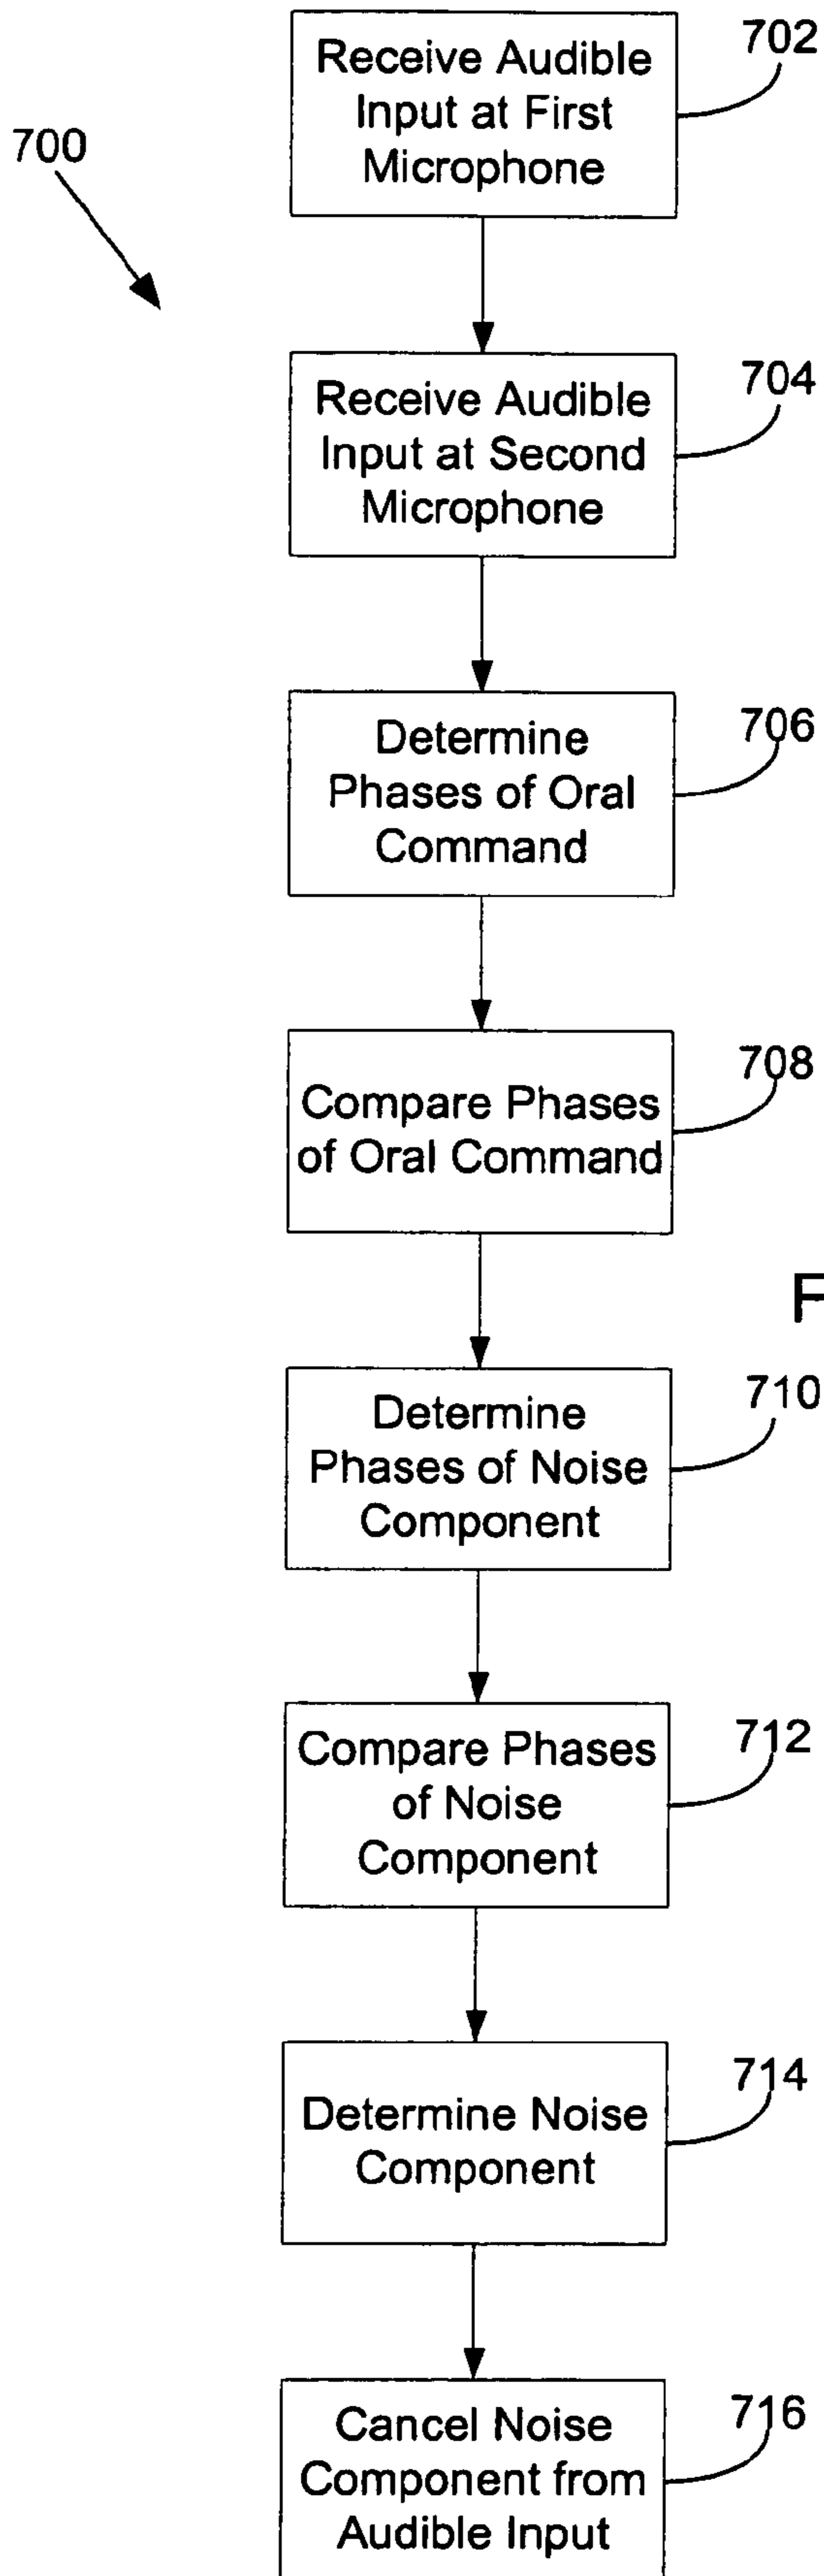 700
Receive Audible
Input at First
Microphone
702
Receive Audible
Input at Second
Microphone
704
Determine
Phases of Oral
Command
706
Compare Phases
of Oral Command
708
F
Determine
Phases of Noise
Component
710
Compare Phases
of Noise
Component
712
Determine Noise
Component
714
Cancel Noise
Component from
Audible Input
716